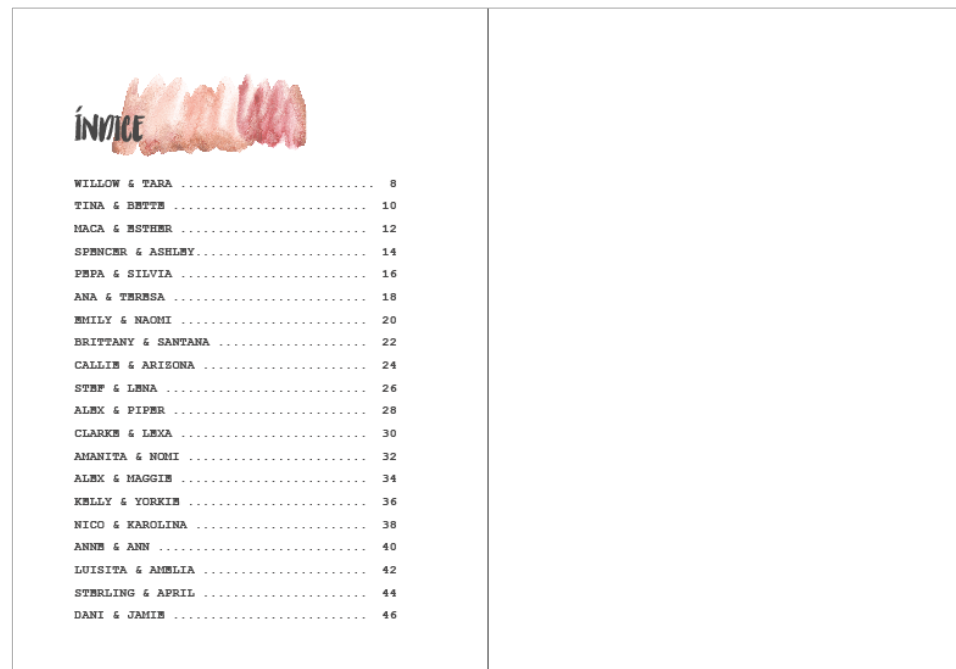 ÍNDICE
WILLOW & TARA .......................... 8
TINA & BETTE .......................... 10
MACA & ESTHER ......................... 12
SPENCER & ASHLEY....................... 14
PEPA & SILVIA ......................... 16
ANA & TERESA .......................... 18
EMILY & NAOMI ......................... 20
BRITTANY & SANTANA .................... 22
CALLIE & ARIZONA ...................... 24
STEF & LENA ........................... 26
ALEX & PIPER .......................... 28
CLARKE & LEXA ......................... 30
AMANITA & NOMI ........................ 32
ALEX & MAGGIE ......................... 34
KELLY & YORKIE ........................ 36
NICO & KAROLINA ....................... 38
ANNE & ANN ............................ 40
LUISITA & AMELIA ...................... 42
STERLING & APRIL ...................... 44
DANI & JAMIE .......................... 46